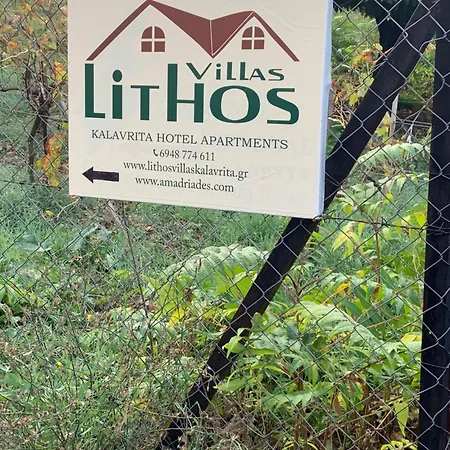 VILLAS
LITHOS
KALAVRITA HOTEL APARTMENTS
6948 774 611
www.lithosvillaskalavrita.gr
www.amadriades.com